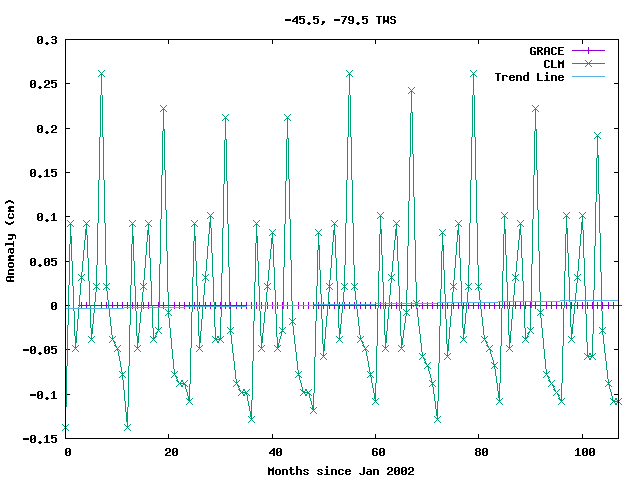 -45.5, -79.5 TWS
GRACE
CLM
Trend Line
0.3
0.25
0.2
0.15
0.1
0.05
0
-0.05
-0.1
-0.15
Anomaly (cm)
0 20 40 60 80 100
Months since Jan 2002